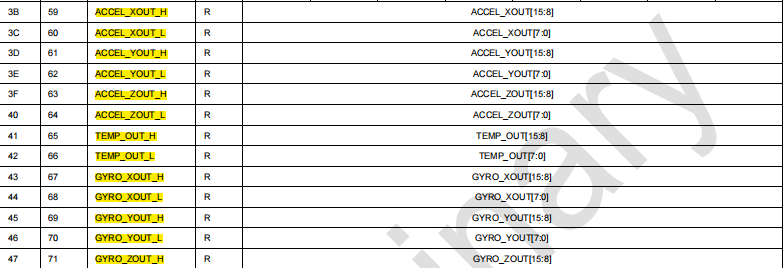 3B 59 ACCEL_XOUT_H R ACCEL_XOUT[15:8]
3C 60 ACCEL_XOUT_L R ACCEL_XOUT[7:0]
3D 61 ACCEL_YOUT_H R ACCEL_YOUT[15:8]
3E 62 ACCEL_YOUT_L R ACCEL_YOUT[7:0]
3F 63 ACCEL_ZOUT_H R ACCEL_ZOUT[15:8]
40 64 ACCEL_ZOUT_L R ACCEL_ZOUT[7:0]
41 65 TEMP_OUT_H R TEMP_OUT[15:8]
42 66 TEMP_OUT_L R TEMP_OUT[7:0]
43 67 GYRO_XOUT_H R GYRO_XOUT[15:8]
44 68 GYRO_XOUT_L R GYRO_XOUT[7:0]
45 69 GYRO_YOUT_H R GYRO_YOUT[15:8]
46 70 GYRO_YOUT_L R GYRO_YOUT[7:0]
47 71 GYRO_ZOUT_H R GYRO_ZOUT[15:8]
inary